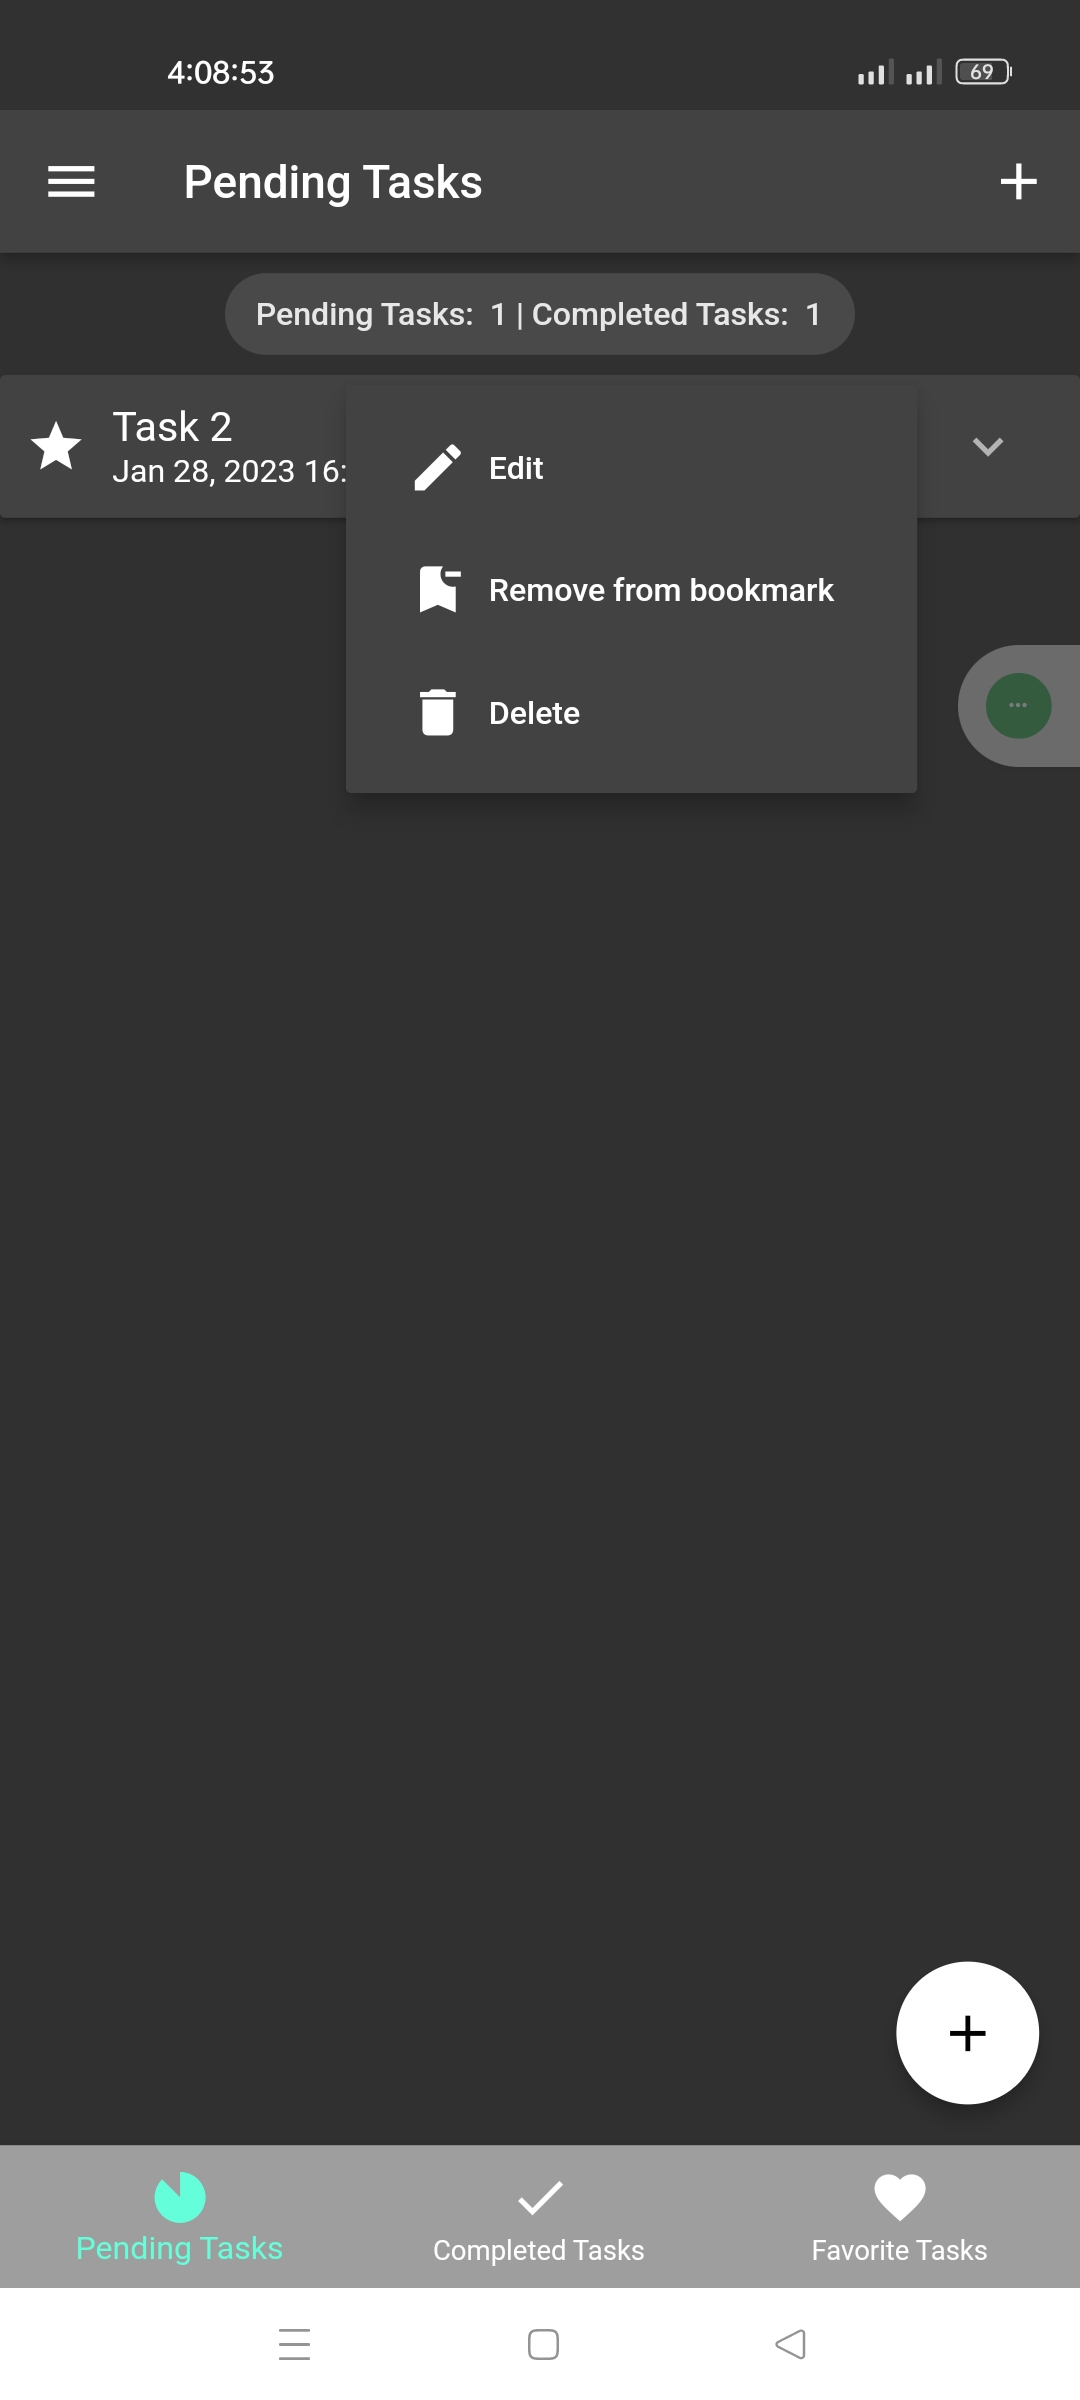 4:08:53
69
Pending Tasks
Pending Tasks: 1 | Completed Tasks: 1
Task 2
Jan 28, 2023 16:
Edit
Remove from bookmark
Delete
Pending Tasks
Completed Tasks
Favorite Tasks